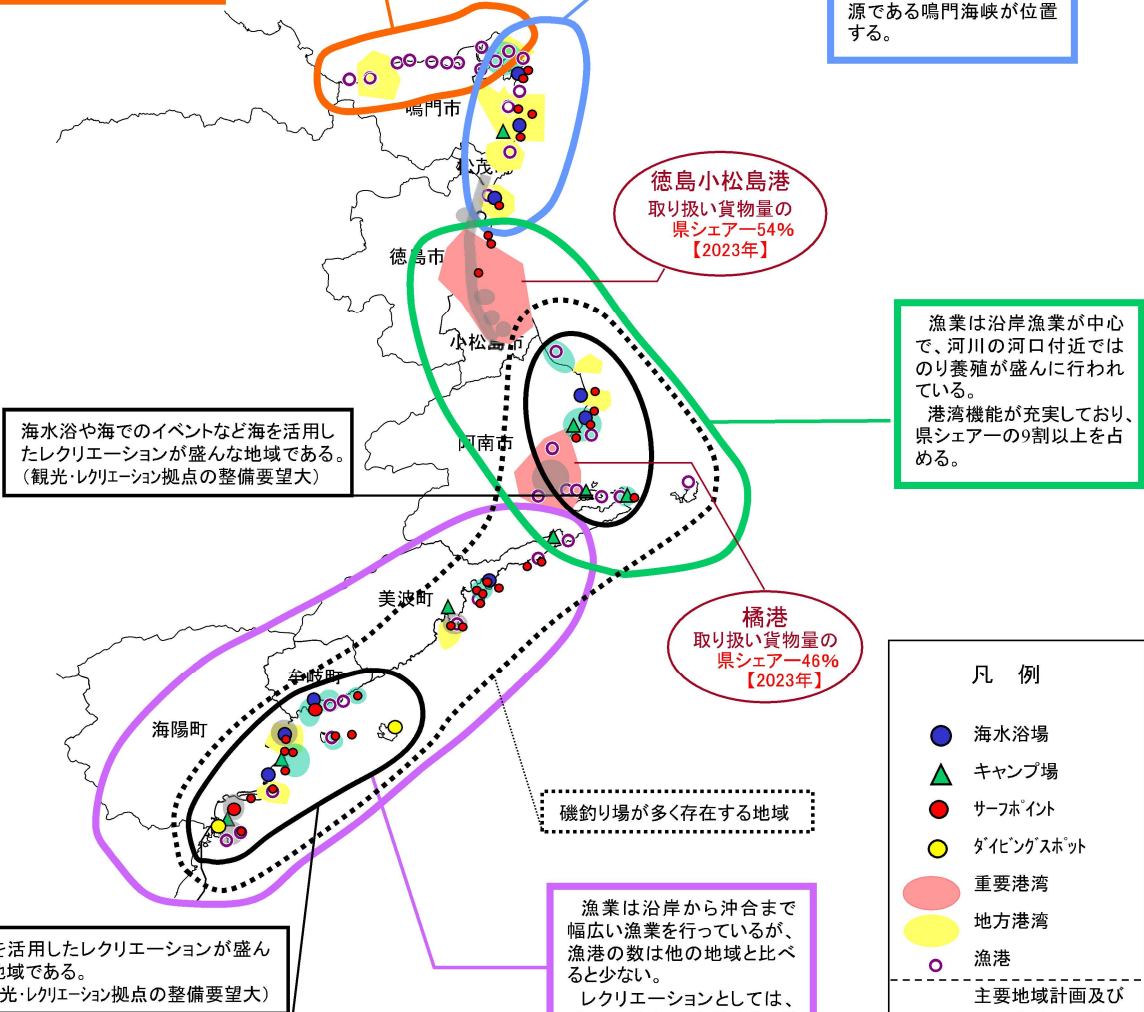 源である鳴門海峡が位置
する。
鳴門市
松茂
徳島小松島港
取り扱い貨物量の
県シェアー54%
【2023年】
徳島市
小松島市
漁業は沿岸漁業が中心
で、河川の河口付近では
のり養殖が盛んに行われ
ている。
港湾機能が充実しており、
県シェアーの9割以上を占
める。
海水浴や海でのイベントなど海を活用し
たレクリエーションが盛んな地域である。
(観光・レクリエーション拠点の整備要望大)
阿南市
美波町
橘港
取り扱い貨物量の
県シェアー46%
【2023年】
牟岐町
海陽町
磯釣り場が多く存在する地域
凡 例
海水浴場
キャンプ場
サーフポイント
ダイビングスポット
重要港湾
地方港湾
漁港
主要地域計画及び
を活用したレクリエーションが盛ん
地域である。
光・レクリエーション拠点の整備要望大)
漁業は沿岸から沖合まで
幅広い漁業を行っているが、
漁港の数は他の地域と比べ
ると少ない。
レクリエーションとしては、